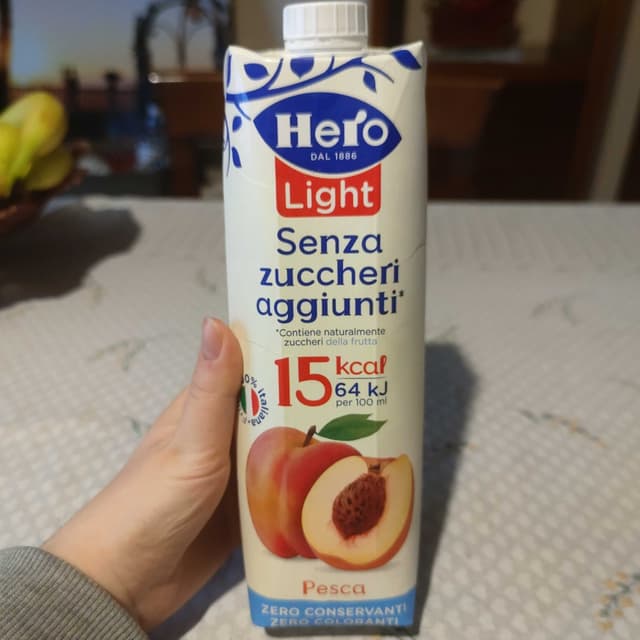 Hero
DAL 1886
Light
Senza
zuccheri
aggiunti*
*Contiene naturalmente
zuccheri della frutta
15 kcal
64 kJ
per 100 ml
italiana
Pesca
ZERO CONSERVANTI
ZERO COLORANTI